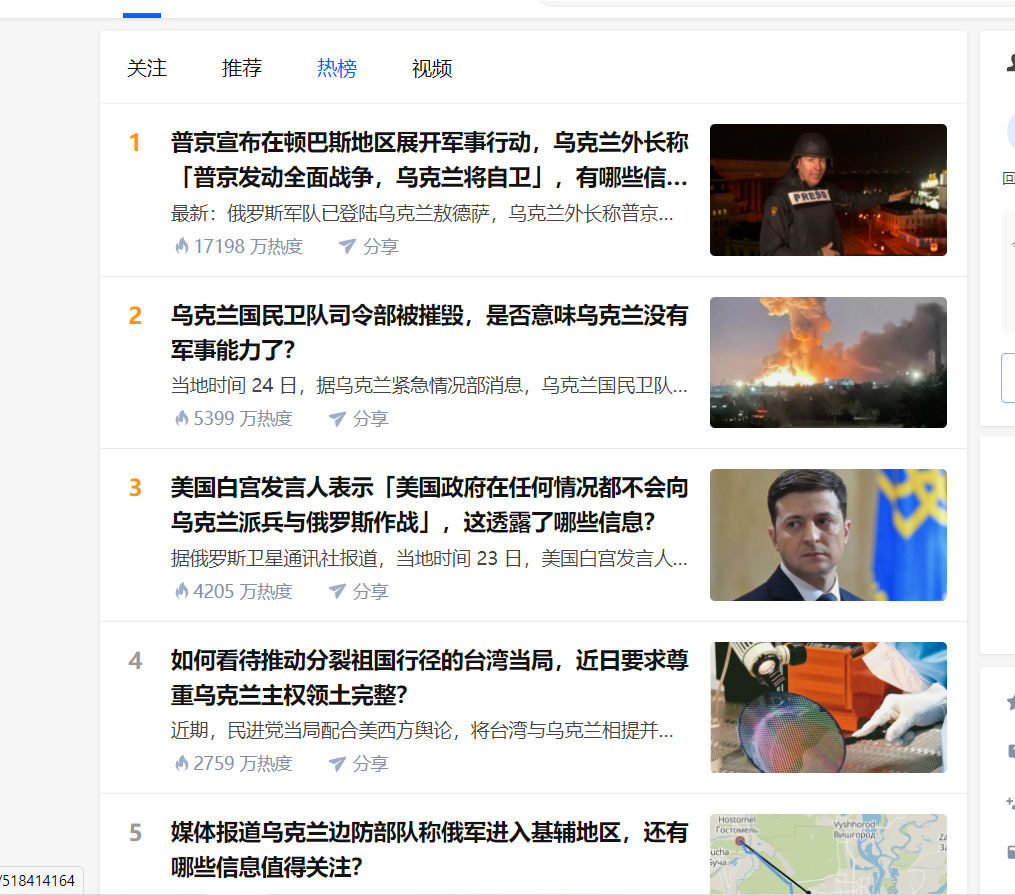 关注 推荐 热榜 视频
1
普京宣布在顿巴斯地区展开军事行动，乌克兰外长称
「普京发动全面战争，乌克兰将自卫」，有哪些信…
最新：俄罗斯军队已登陆乌克兰敖德萨，乌克兰外长称普京…
17198 万热度 分享
PRESS
2
乌克兰国民卫队司令部被摧毁，是否意味乌克兰没有
军事能力了？
当地时间 24 日，据乌克兰紧急情况部消息，乌克兰国民卫队…
5399 万热度 分享
3
美国白宫发言人表示「美国政府在任何情况都不会向
乌克兰派兵与俄罗斯作战」，这透露了哪些信息？
据俄罗斯卫星通讯社报道，当地时间 23 日，美国白宫发言人…
4205 万热度 分享
4
如何看待推动分裂祖国行径的台湾当局，近日要求尊
重乌克兰主权领土完整？
近期，民进党当局配合美西方舆论，将台湾与乌克兰相提并…
2759 万热度 分享
5
媒体报道乌克兰边防部队称俄军进入基辅地区，还有
哪些信息值得关注？
Hostomel
Гостомель
Vyshhorod
Вишгород
/518414164